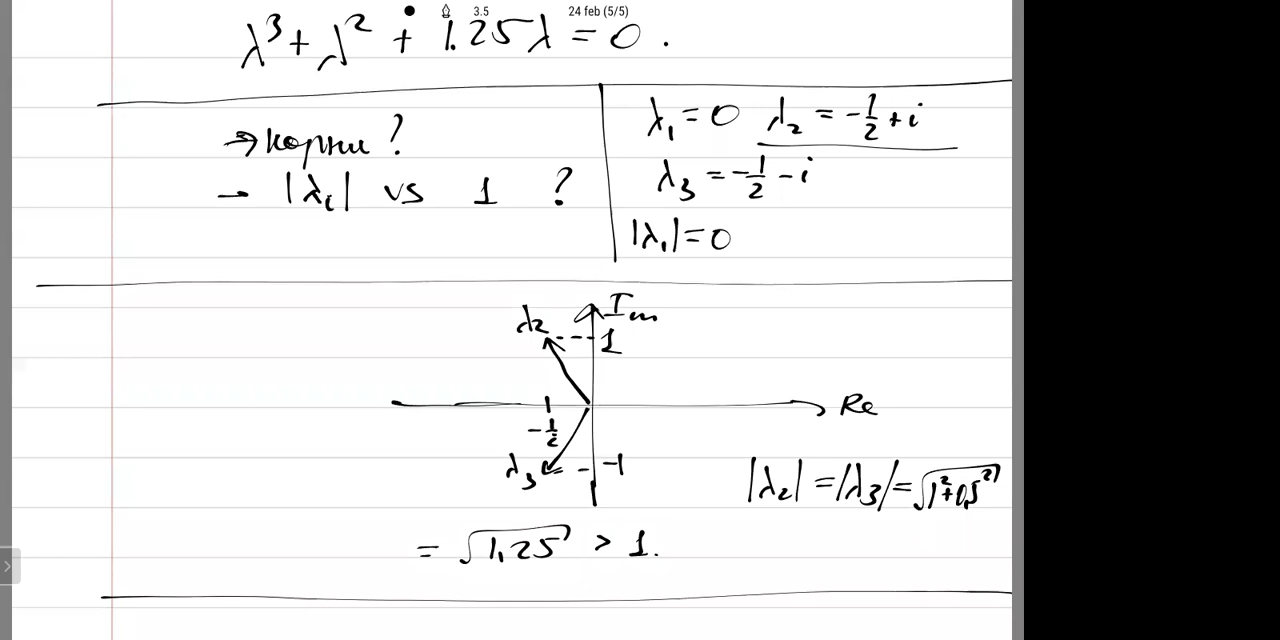 3.5 24 feb (5/5)
λ³ + λ² + 1.25λ = 0.
→ корни?
→ |λᵢ| vs 1 ?
λ₁ = 0 λ₂ = -1/2 + i
λ₃ = -1/2 - i
|λ₁| = 0
Im
λ₂ 1
Re
-1/2
λ₃ -1
|λ₂| = |λ₃| = √(1² + 0,5²)
= √1,25 > 1.